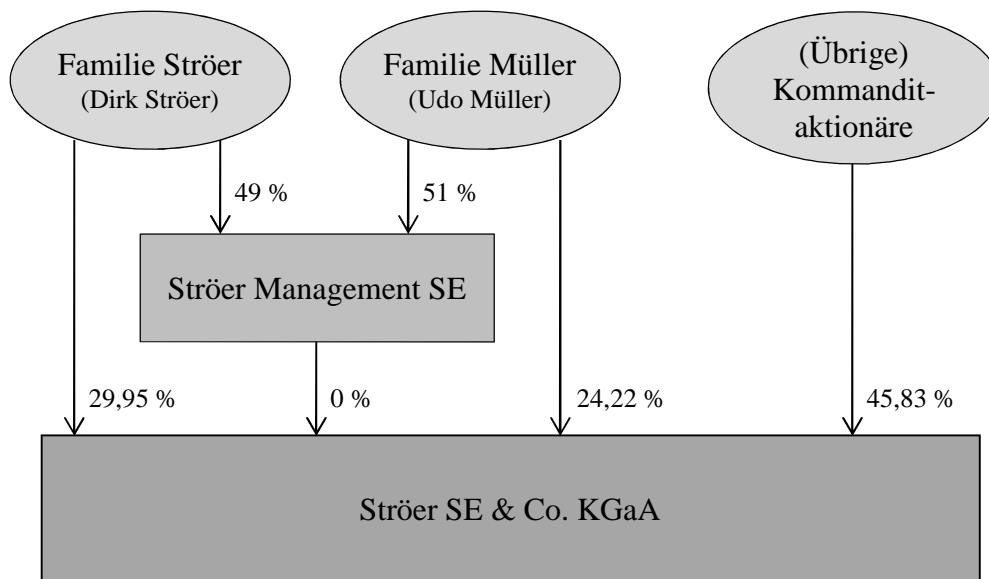 Familie Ströer
(Dirk Ströer)
Familie Müller
(Udo Müller)
(Übrige)
Kommandit-
aktionäre
49 %
51 %
Ströer Management SE
29,95 %
0 %
24,22 %
45,83 %
Ströer SE & Co. KGaA